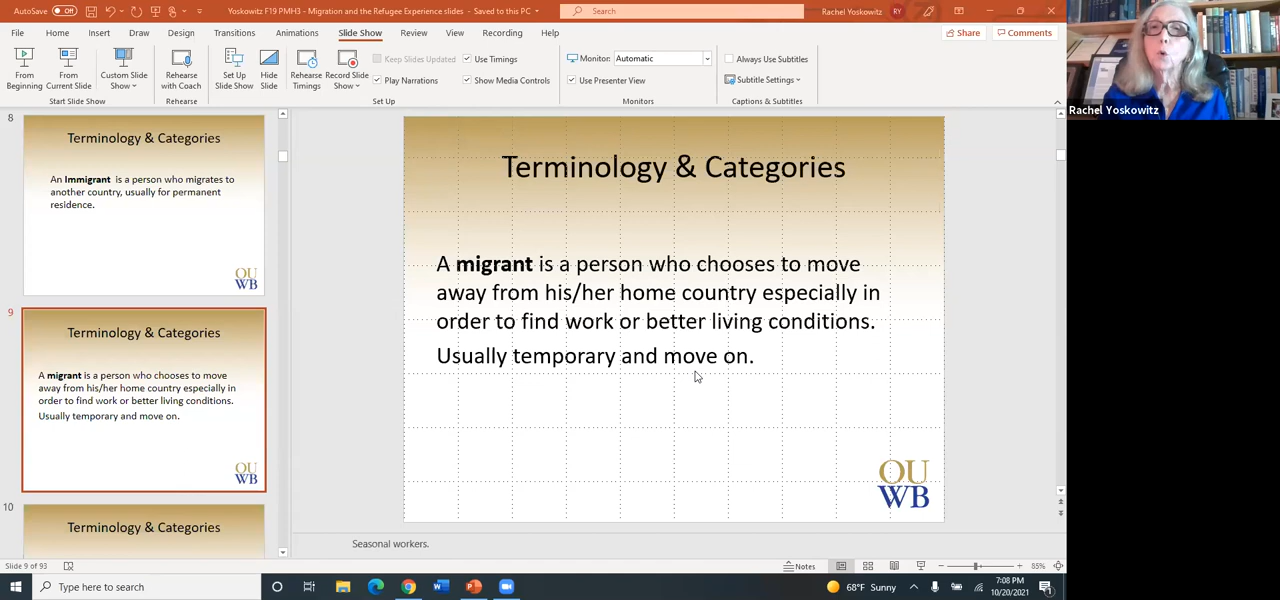 AutoSave Off Yoskowitz F19 PMH3 - Migration and the Refugee Experience slides - Saved to this PC Search Rachel Yoskowitz RY
File Home Insert Draw Design Transitions Animations Slide Show Review View Recording Help Share Comments
From Beginning
From Current Slide
Custom Slide Show
Start Slide Show
Rehearse with Coach
Rehearse
Set Up Slide Show
Hide Slide
Rehearse Timings
Record Slide Show
Keep Slides Updated
Use Timings
Play Narrations
Show Media Controls
Set Up
Monitor: Automatic
Use Presenter View
Monitors
Always Use Subtitles
Subtitle Settings
Captions & Subtitles
Rachel Yoskowitz
8
Terminology & Categories
An Immigrant is a person who migrates to
another country, usually for permanent
residence.
OU
WB
9
Terminology & Categories
A migrant is a person who chooses to move
away from his/her home country especially in
order to find work or better living conditions.
Usually temporary and move on.
OU
WB
10
Terminology & Categories
Terminology & Categories
A migrant is a person who chooses to move
away from his/her home country especially in
order to find work or better living conditions.
Usually temporary and move on.
OU
WB
Seasonal workers.
Slide 9 of 93 Notes 85%
Type here to search 68°F Sunny 7:08 PM
10/20/2021